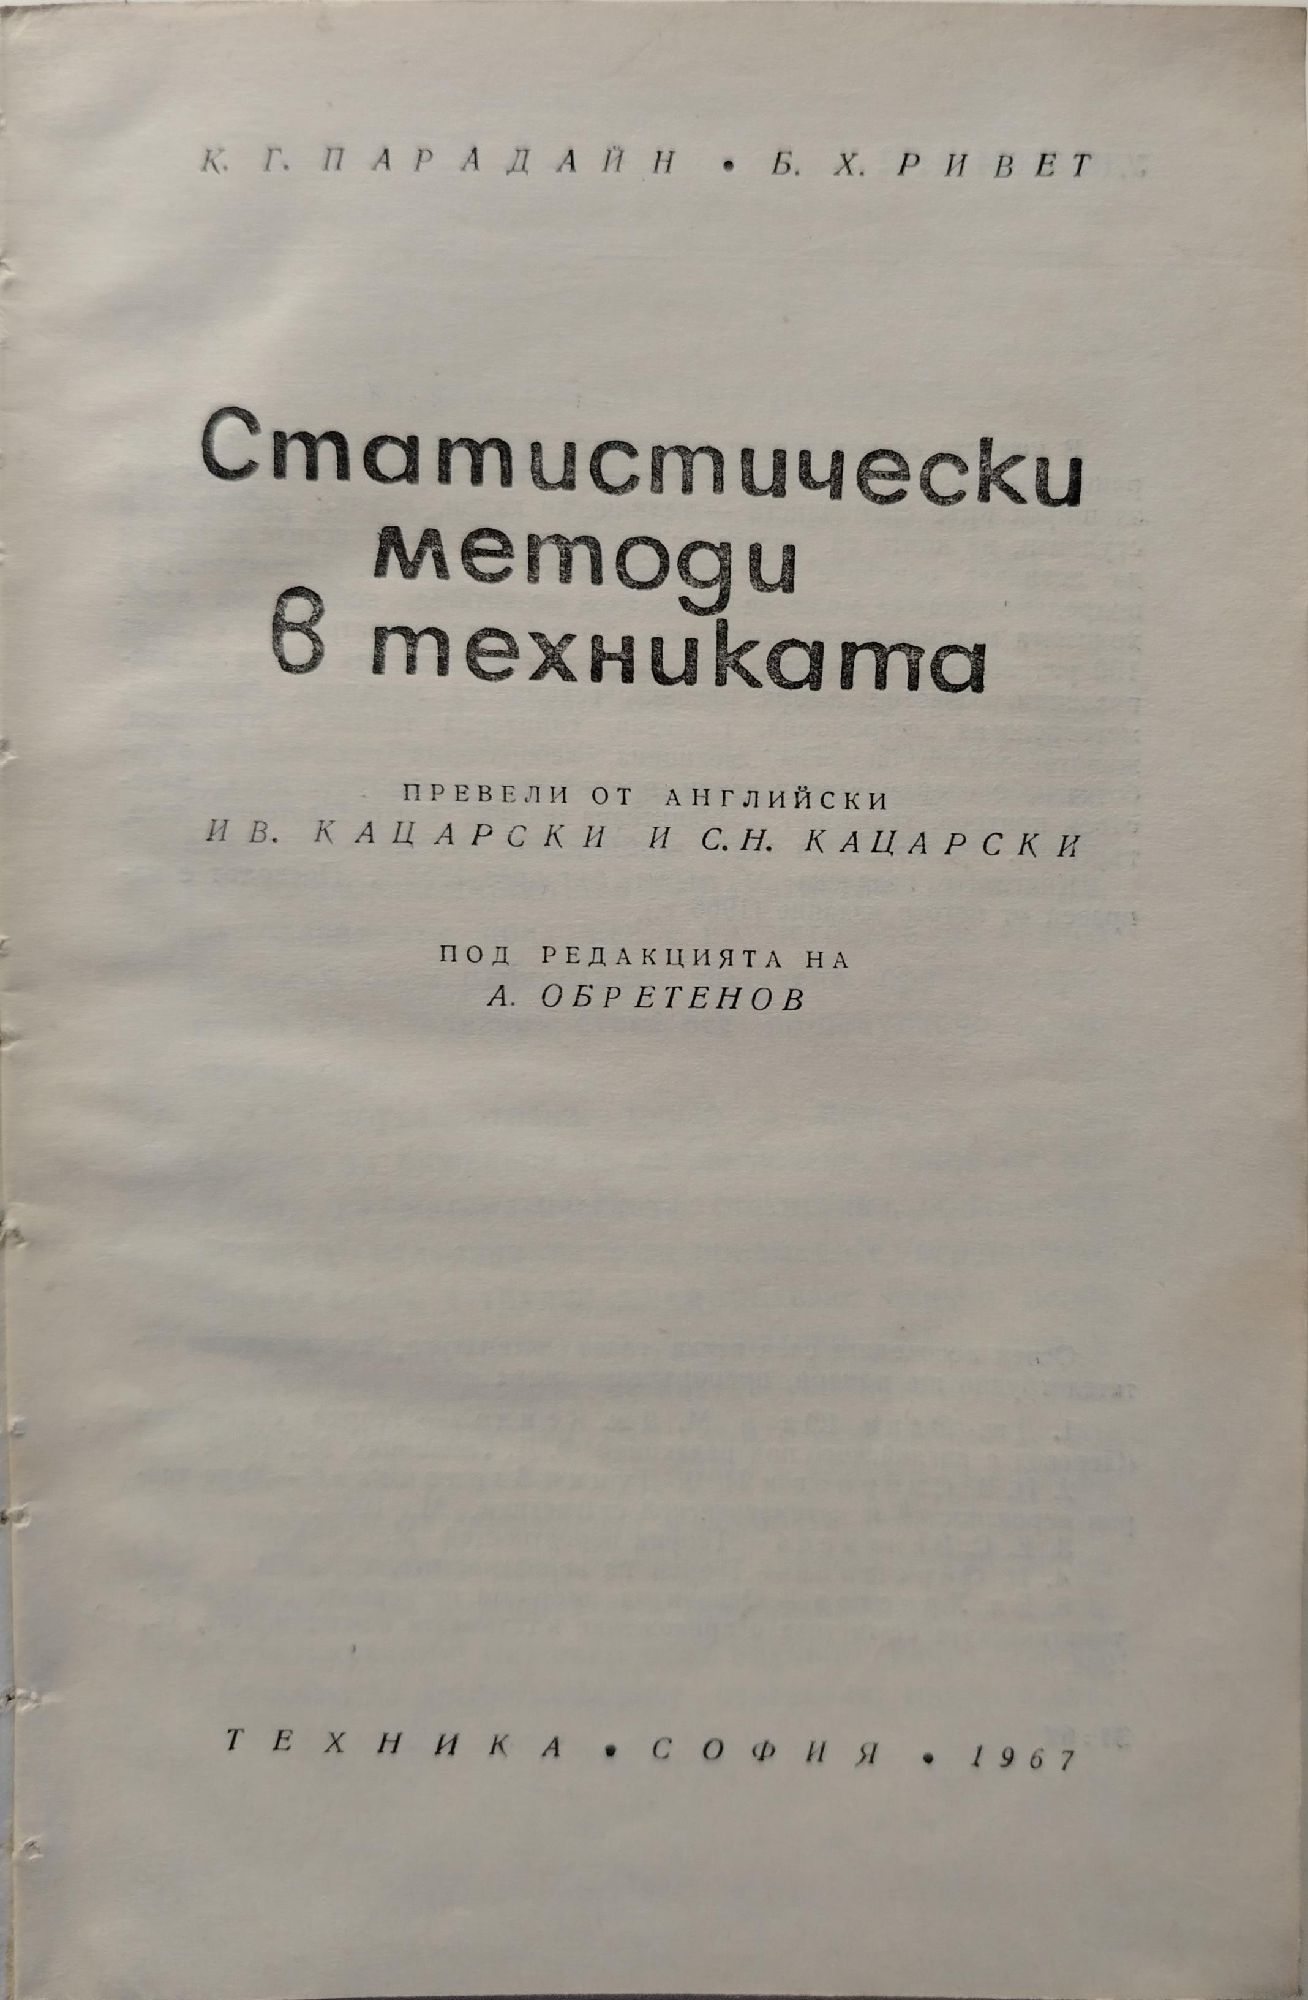 К. Г. ПАРАДАЙН • Б. Х. РИВЕТ
Статистически
методи
в техниката
ПРЕВЕЛИ ОТ АНГЛИЙСКИ
ИВ. КАЦАРСКИ И С.Н. КАЦАРСКИ
ПОД РЕДАКЦИЯТА НА
А. ОБРЕТЕНОВ
ТЕХНИКА • СОФИЯ • 1967